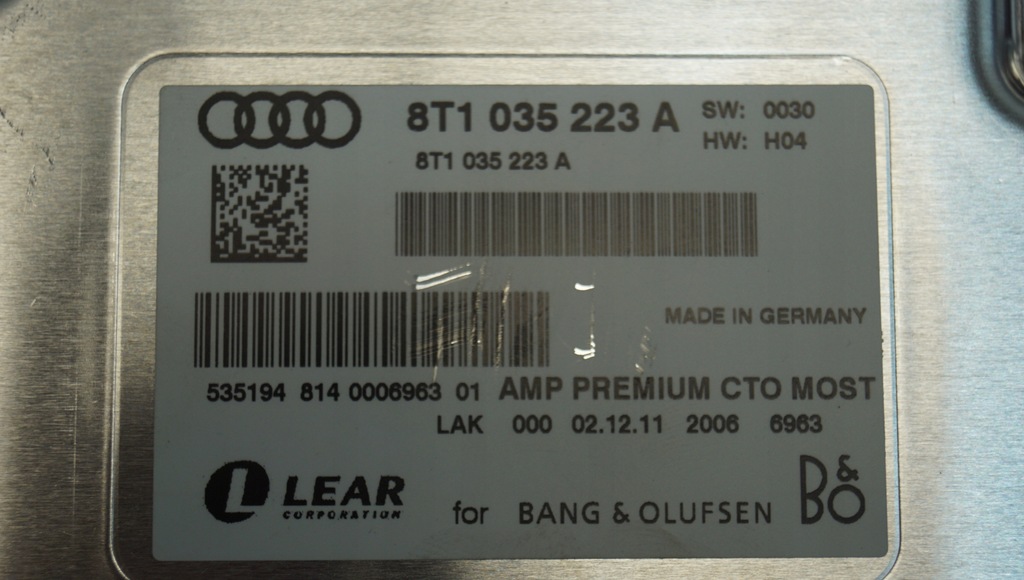 8T1 035 223 A SW: 0030
HW: H04
8T1 035 223 A
MADE IN GERMANY
535194 814 0006963 01 AMP PREMIUM CTO MOST
LAK 000 02.12.11 2006 6963
L LEAR
CORPORATION
for BANG & OLUFSEN B&O